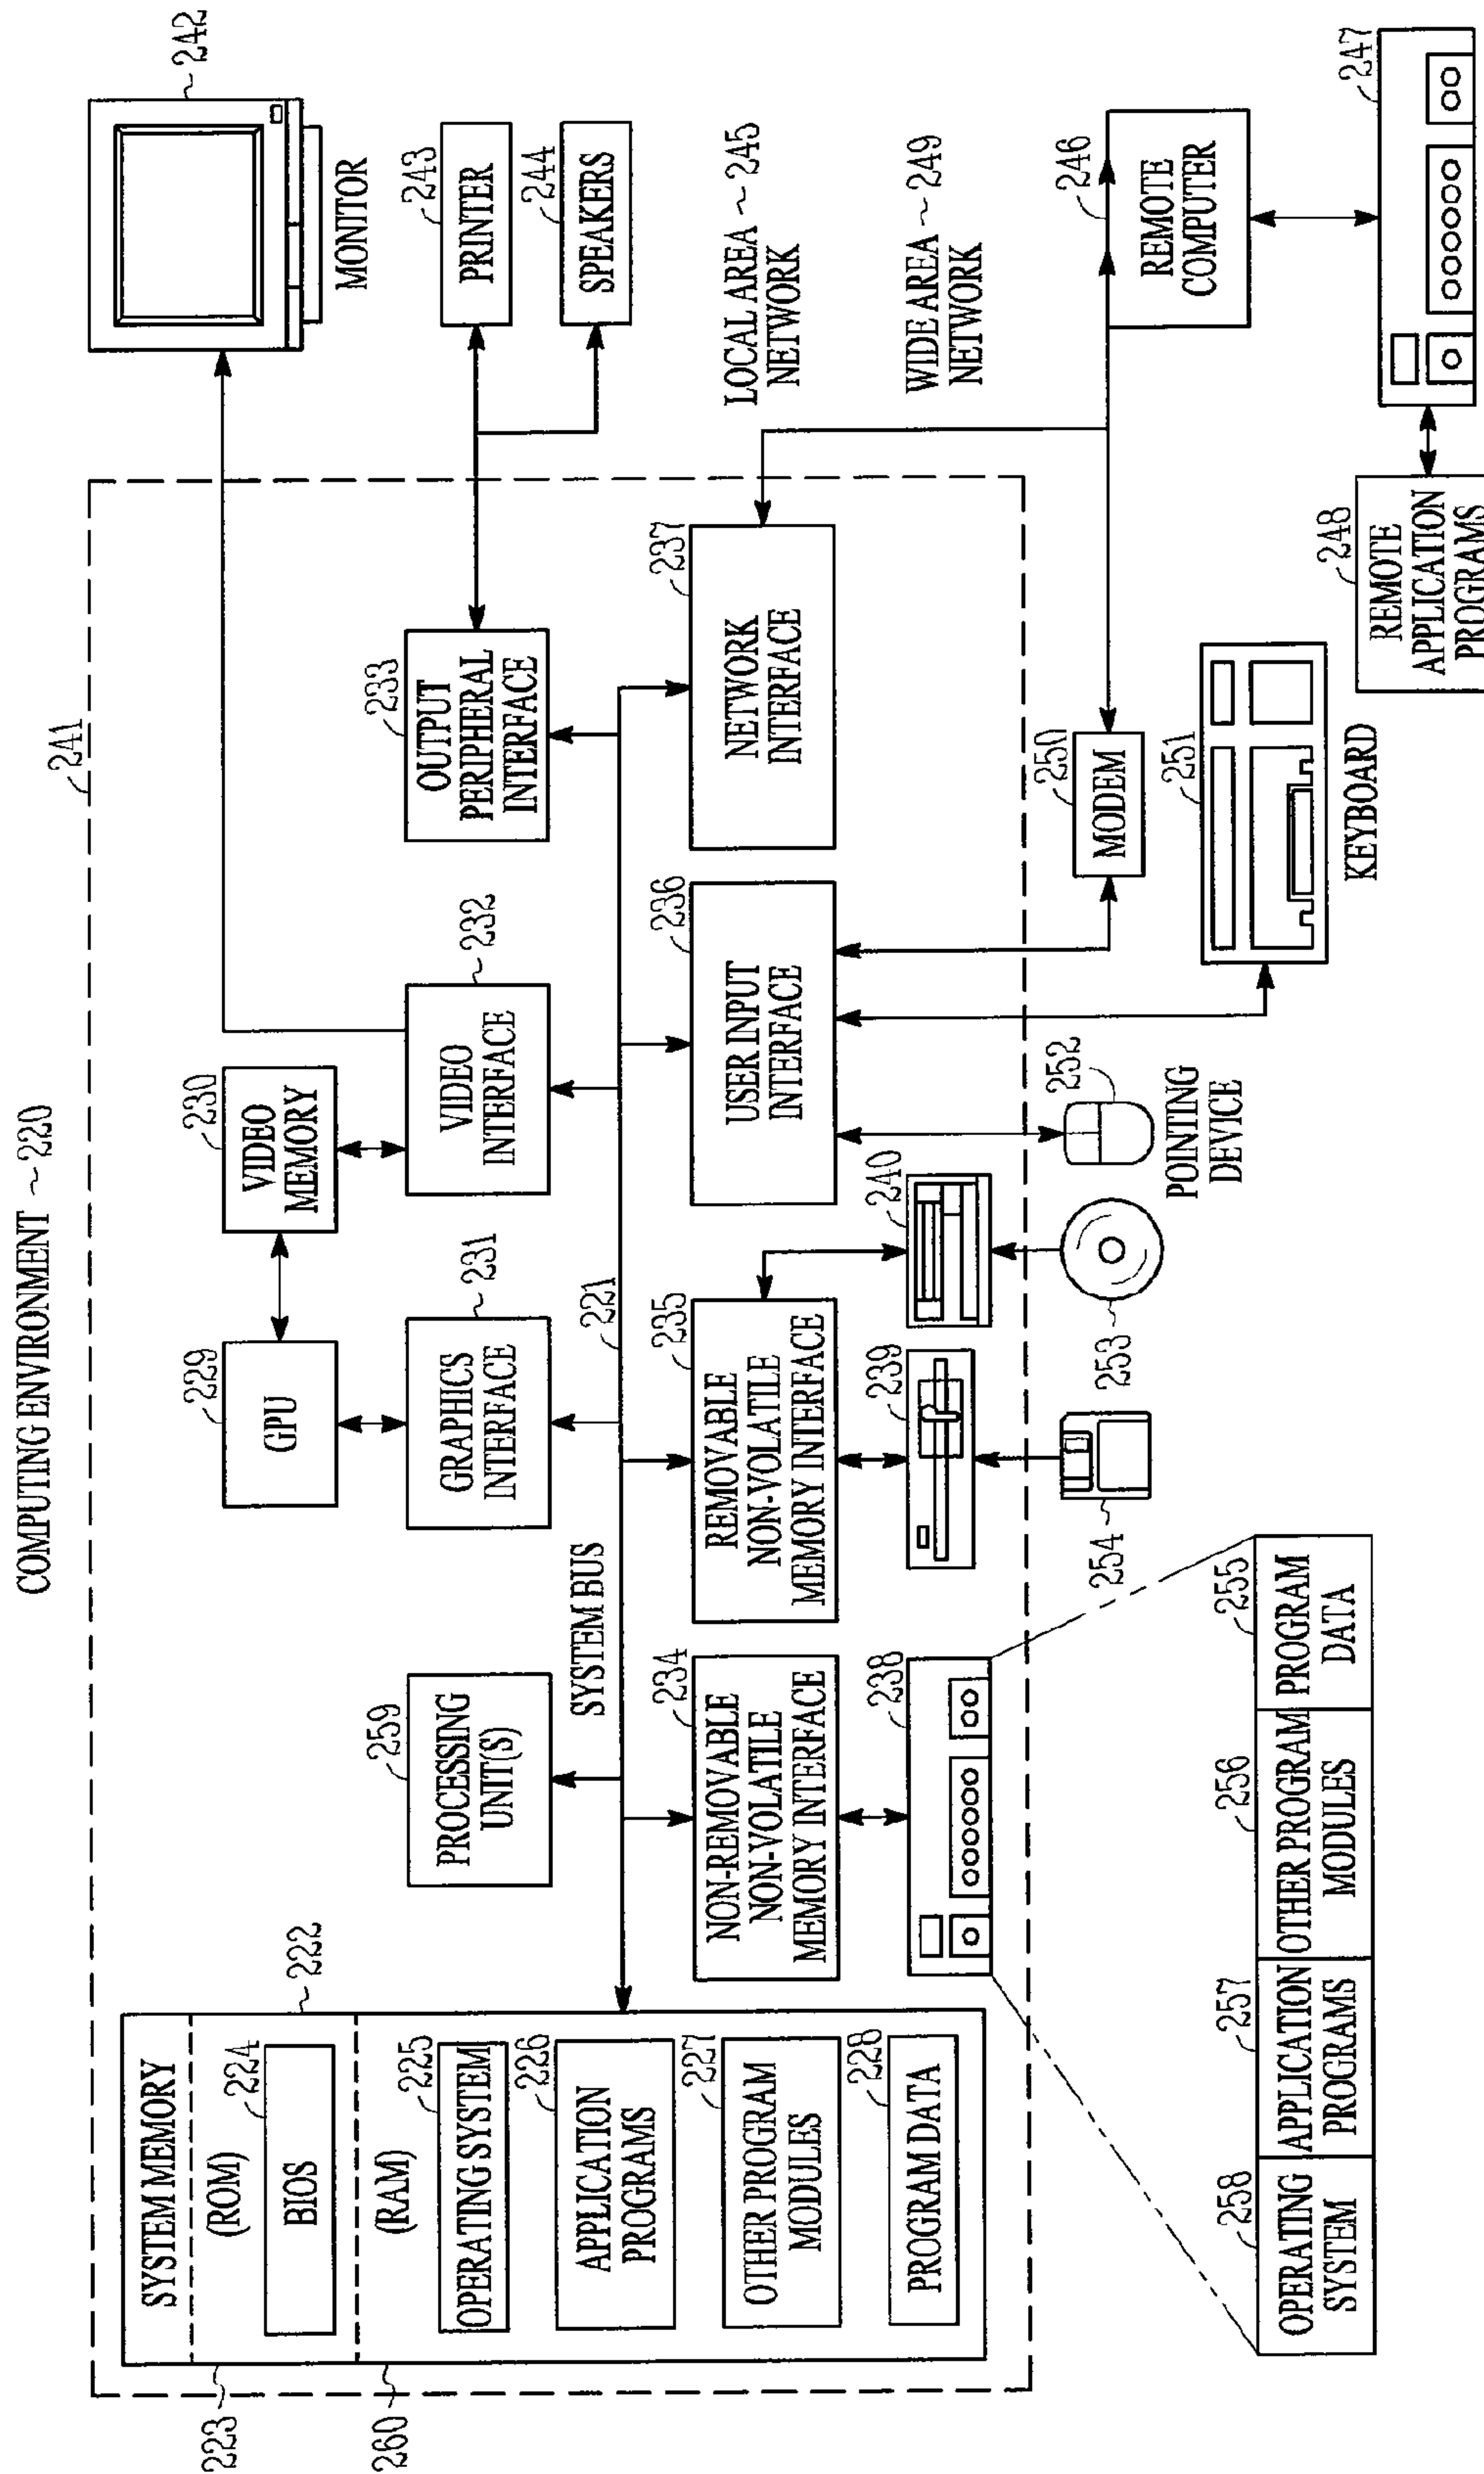 COMPUTING ENVIRONMENT ~220
241
SYSTEM MEMORY
222
223
(ROM)
224
BIOS
260
(RAM)
225
OPERATING SYSTEM
226
APPLICATION
PROGRAMS
227
OTHER PROGRAM
MODULES
228
PROGRAM DATA
259
PROCESSING
UNIT(S)
229
GPU
230
VIDEO
MEMORY
231
GRAPHICS
INTERFACE
232
VIDEO
INTERFACE
233
OUTPUT
PERIPHERAL
INTERFACE
242
MONITOR
243
PRINTER
244
SPEAKERS
SYSTEM BUS
221
234
NON-REMOVABLE
NON-VOLATILE
MEMORY INTERFACE
235
REMOVABLE
NON-VOLATILE
MEMORY INTERFACE
236
USER INPUT
INTERFACE
237
NETWORK
INTERFACE
LOCAL AREA ~245
NETWORK
238
239
240
WIDE AREA ~249
NETWORK
254
253
252
POINTING
DEVICE
250
MODEM
251
KEYBOARD
246
REMOTE
COMPUTER
247
248
REMOTE
APPLICATION
PROGRAMS
258
OPERATING
SYSTEM
257
APPLICATION
PROGRAMS
256
OTHER PROGRAM
MODULES
255
PROGRAM
DATA